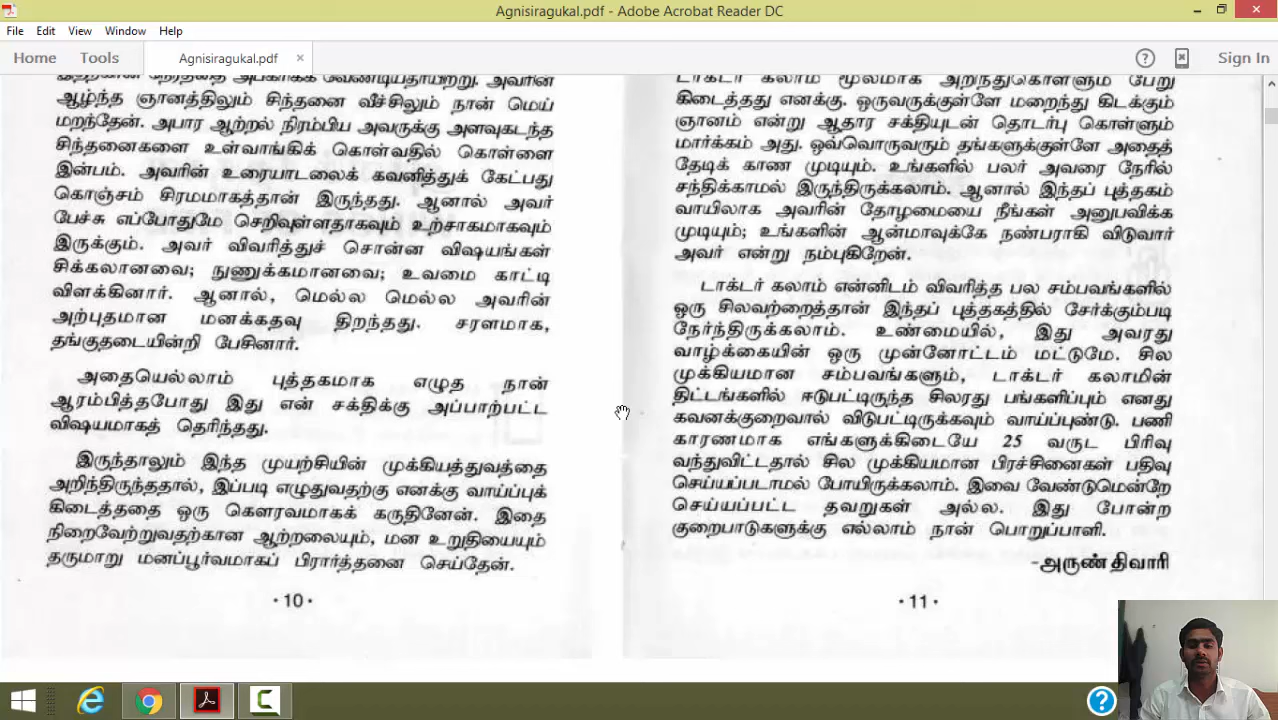 Agnisiragukal.pdf - Adobe Acrobat Reader DC
File Edit View Window Help
Home Tools Agnisiragukal.pdf × Sign In
வேண்டியதாயிற்று. அவரின்
ஆழ்ந்த ஞானத்திலும் சிந்தனை வீச்சிலும் நான் மெய்
மறந்தேன். அபார ஆற்றல் நிரம்பிய அவருக்கு அளவுகடந்த
சிந்தனைகளை உள்வாங்கிக் கொள்வதில் கொள்ளை
இன்பம். அவரின் உரையாடலைக் கவனித்துக் கேட்பது
கொஞ்சம் சிரமமாகத்தான் இருந்தது. ஆனால் அவர்
பேச்சு எப்போதுமே செறிவுள்ளதாகவும் உற்சாகமாகவும்
இருக்கும். அவர் விவரித்துச் சொன்ன விஷயங்கள்
சிக்கலானவை; நுணுக்கமானவை; உவமை காட்டி
விளக்கினார். ஆனால், மெல்ல மெல்ல அவரின்
அற்புதமான மனக்கதவு திறந்தது. சரளமாக,
தங்குதடையின்றி பேசினார்.
அதையெல்லாம் புத்தகமாக எழுத நான்
ஆரம்பித்தபோது இது என் சக்திக்கு அப்பாற்பட்ட
விஷயமாகத் தெரிந்தது.
இருந்தாலும் இந்த முயற்சியின் முக்கியத்துவத்தை
அறிந்திருந்ததால், இப்படி எழுதுவதற்கு எனக்கு வாய்ப்புக்
கிடைத்ததை ஒரு கௌரவமாகக் கருதினேன். இதை
நிறைவேற்றுவதற்கான ஆற்றலையும், மன உறுதியையும்
தருமாறு மனப்பூர்வமாகப் பிரார்த்தனை செய்தேன்.
· 10 ·
டாக்டர் கலாம் மூலமாக அறிந்துகொள்ளும் பேறு
கிடைத்தது எனக்கு. ஒருவருக்குள்ளே மறைந்து கிடக்கும்
ஞானம் என்று ஆதார சக்தியுடன் தொடர்பு கொள்ளும்
மார்க்கம் அது. ஒவ்வொருவரும் தங்களுக்குள்ளே அதைத்
தேடிக் காண முடியும். உங்களில் பலர் அவரை நேரில்
சந்திக்காமல் இருந்திருக்கலாம். ஆனால் இந்தப் புத்தகம்
வாயிலாக அவரின் தோழமையை நீங்கள் அனுபவிக்க
முடியும்; உங்களின் ஆன்மாவுக்கே நண்பராகி விடுவார்
அவர் என்று நம்புகிறேன்.
டாக்டர் கலாம் என்னிடம் விவரித்த பல சம்பவங்களில்
ஒரு சிலவற்றைத்தான் இந்தப் புத்தகத்தில் சேர்க்கும்படி
நேர்ந்திருக்கலாம். உண்மையில், இது அவரது
வாழ்க்கையின் ஒரு முன்னோட்டம் மட்டுமே. சில
முக்கியமான சம்பவங்களும், டாக்டர் கலாமின்
திட்டங்களில் ஈடுபட்டிருந்த சிலரது பங்களிப்பும் எனது
கவனக்குறைவால் விடுபட்டிருக்கவும் வாய்ப்புண்டு. பணி
காரணமாக எங்களுக்கிடையே 25 வருட பிரிவு
வந்துவிட்டதால் சில முக்கியமான பிரச்சினைகள் பதிவு
செய்யப்படாமல் போயிருக்கலாம். இவை வேண்டுமென்றே
செய்யப்பட்ட தவறுகள் அல்ல. இது போன்ற
குறைபாடுகளுக்கு எல்லாம் நான் பொறுப்பாளி.
-அருண் திவாரி
· 11 ·